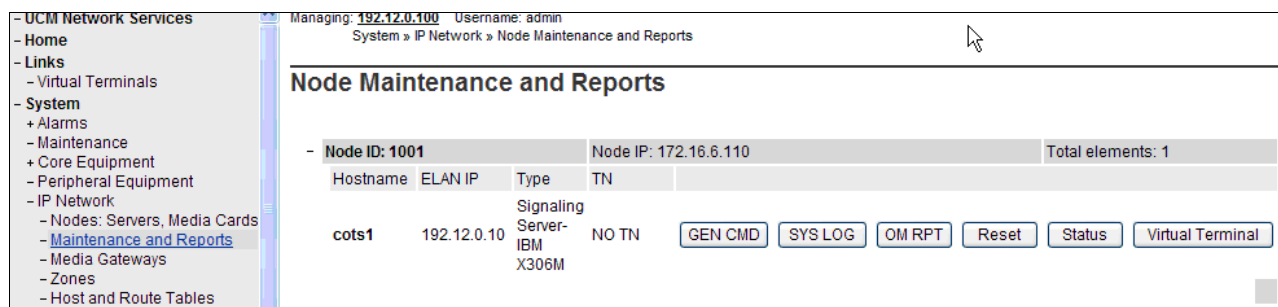 - UCM Network Services
- Home
- Links
- Virtual Terminals
- System
+ Alarms
- Maintenance
+ Core Equipment
- Peripheral Equipment
- IP Network
- Nodes: Servers, Media Cards
- Maintenance and Reports
- Media Gateways
- Zones
- Host and Route Tables
Managing: 192.12.0.100 Username: admin
System » IP Network » Node Maintenance and Reports
Node Maintenance and Reports
- Node ID: 1001 Node IP: 172.16.6.110 Total elements: 1
Hostname ELAN IP Type TN
cots1 192.12.0.10 Signaling Server- IBM X306M NO TN GEN CMD SYS LOG OM RPT Reset Status Virtual Terminal